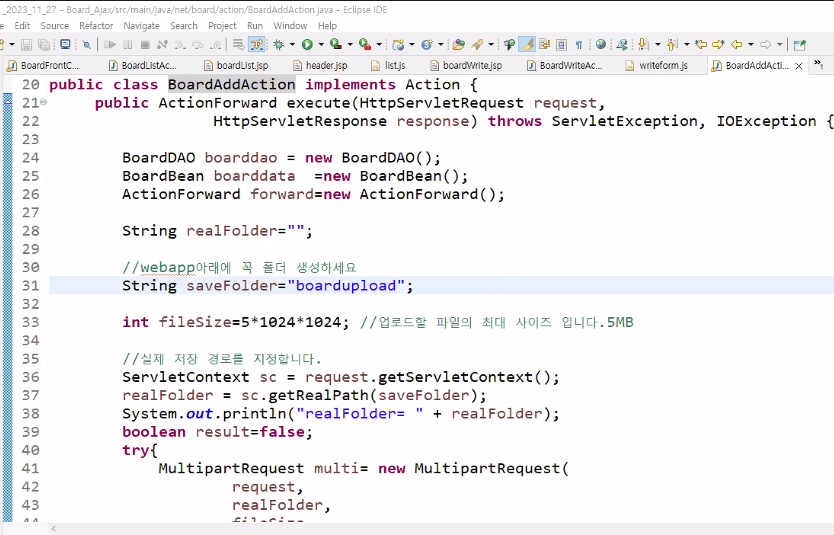 _2023_11_27 - Board_Ajax/src/main/java/net/board/action/BoardAddAction.java - Eclipse IDE
Edit Source Refactor Navigate Search Project Run Window Help
BoardFrontC... BoardListAc... boardList.jsp header.jsp list.js boardWrite.jsp BoardWriteAc... writeform.js BoardAddActi...
20 public class BoardAddAction implements Action {
21 public ActionForward execute(HttpServletRequest request,
22 HttpServletResponse response) throws ServletException, IOException {
23
24 BoardDAO boarddao = new BoardDAO();
25 BoardBean boarddata =new BoardBean();
26 ActionForward forward=new ActionForward();
27
28 String realFolder="";
29
30 //webapp아래에 꼭 폴더 생성하세요
31 String saveFolder="boardupload";
32
33 int fileSize=5*1024*1024; //업로드할 파일의 최대 사이즈 입니다.5MB
34
35 //실제 저장 경로를 지정합니다.
36 ServletContext sc = request.getServletContext();
37 realFolder = sc.getRealPath(saveFolder);
38 System.out.println("realFolder= " + realFolder);
39 boolean result=false;
40 try{
41 MultipartRequest multi= new MultipartRequest(
42 request,
43 realFolder,
44 fileSize